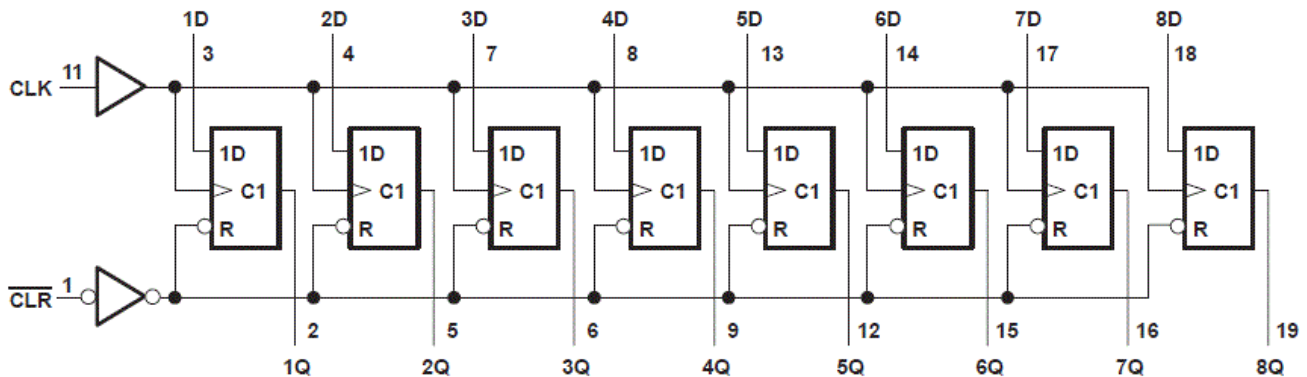 1D 2D 3D 4D 5D 6D 7D 8D
3 4 7 8 13 14 17 18
CLK 11
1D 1D 1D 1D 1D 1D 1D 1D
C1 C1 C1 C1 C1 C1 C1 C1
R R R R R R R R
CLR 1
2 5 6 9 12 15 16 19
1Q 2Q 3Q 4Q 5Q 6Q 7Q 8Q